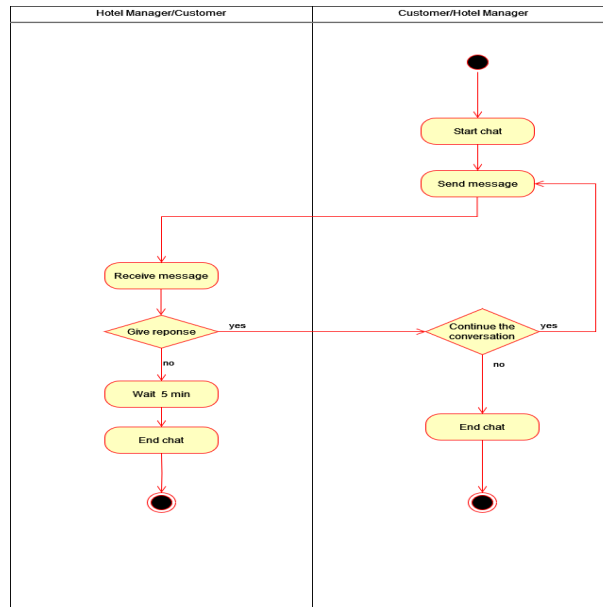 Hotel Manager/Customer
Customer/Hotel Manager
Start chat
Send message
Receive message
Give reponse
yes
Continue the
conversation
yes
no
no
Wait 5 min
End chat
End chat